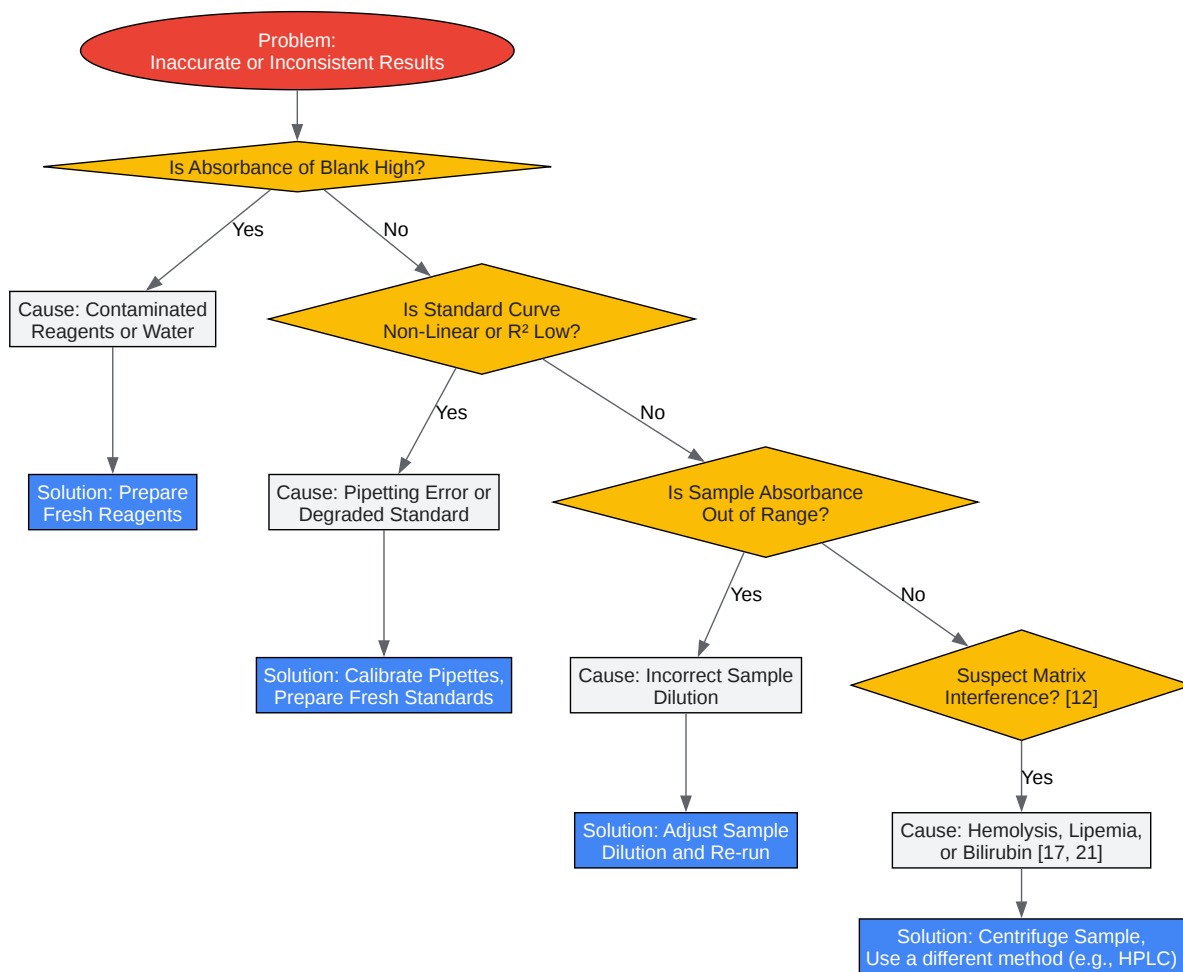 Problem:
Inaccurate or Inconsistent Results
Is Absorbance of Blank High?
Yes
No
Cause: Contaminated
Reagents or Water
Is Standard Curve
Non-Linear or R² Low?
Yes
No
Solution: Prepare
Fresh Reagents
Cause: Pipetting Error or
Degraded Standard
Is Sample Absorbance
Out of Range?
Yes
No
Solution: Calibrate Pipettes,
Prepare Fresh Standards
Cause: Incorrect Sample
Dilution
Suspect Matrix
Interference? [12]
Yes
Solution: Adjust Sample
Dilution and Re-run
Cause: Hemolysis, Lipemia,
or Bilirubin [17, 21]
Solution: Centrifuge Sample,
Use a different method (e.g., HPLC)